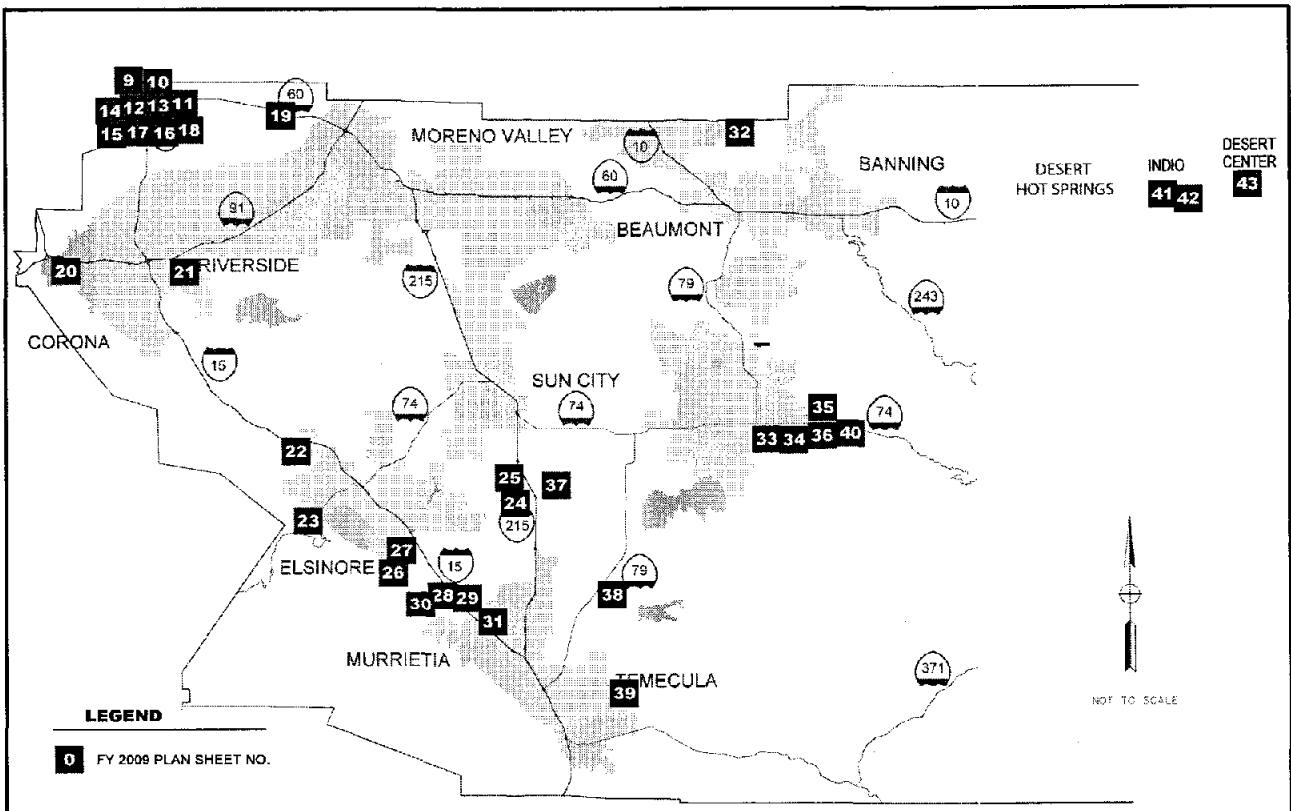 9 10
14 12 13 11
15 17 16 18
60
19
MORENO VALLEY
10
32
BANNING
DESERT
HOT SPRINGS
INDIO
41 42
DESERT
CENTER
43
60
10
91
BEAUMONT
20
21
RIVERSIDE
215
79
243
CORONA
15
SUN CITY
74
74
35
74
33 34 36 40
22
25
37
24
215
23
27
ELSINORE
26
15
28 29
30
31
79
38
MURRIETIA
TEMECULA
39
371
NOT TO SCALE
LEGEND
0 FY 2009 PLAN SHEET NO.